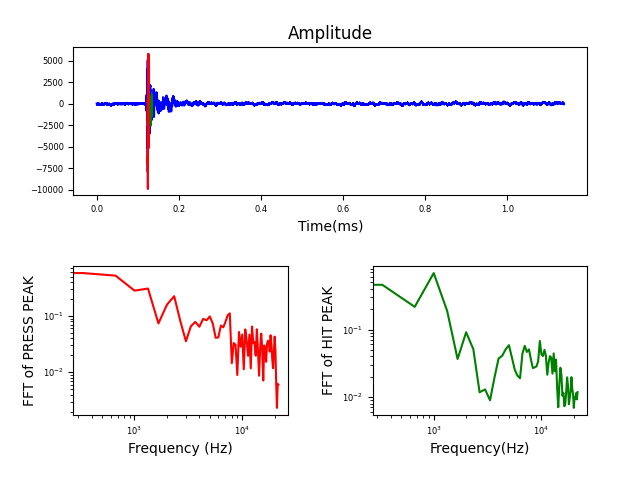 Amplitude
5000
2500
0
−2500
−5000
−7500
−10000
0.0 0.2 0.4 0.6 0.8 1.0
Time(ms)
FFT of PRESS PEAK
10⁻¹
10⁻²
10³ 10⁴
Frequency (Hz)
FFT of HIT PEAK
10⁻¹
10⁻²
10³ 10⁴
Frequency(Hz)